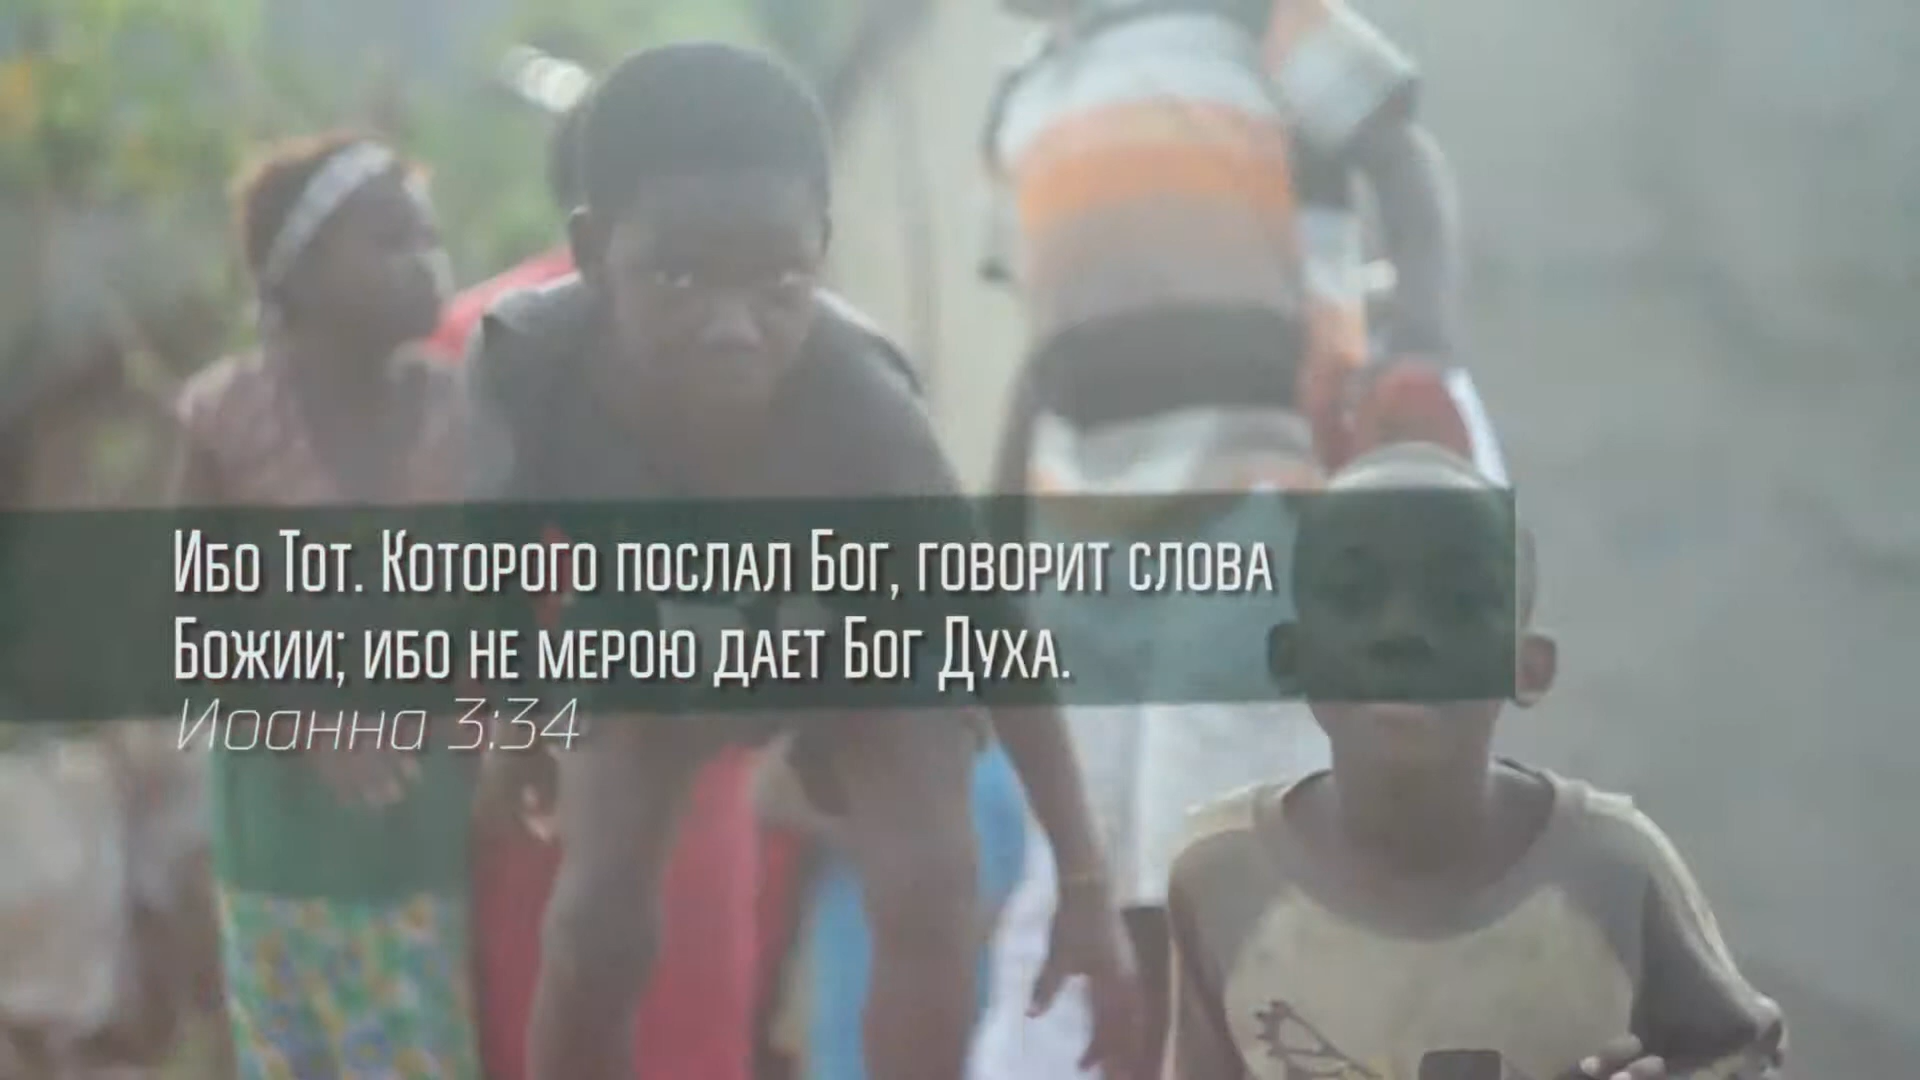 Ибо Тот. Которого послал Бог, говорит слова
Божии; ибо не мерою дает Бог Духа.
Иоанна 3:34